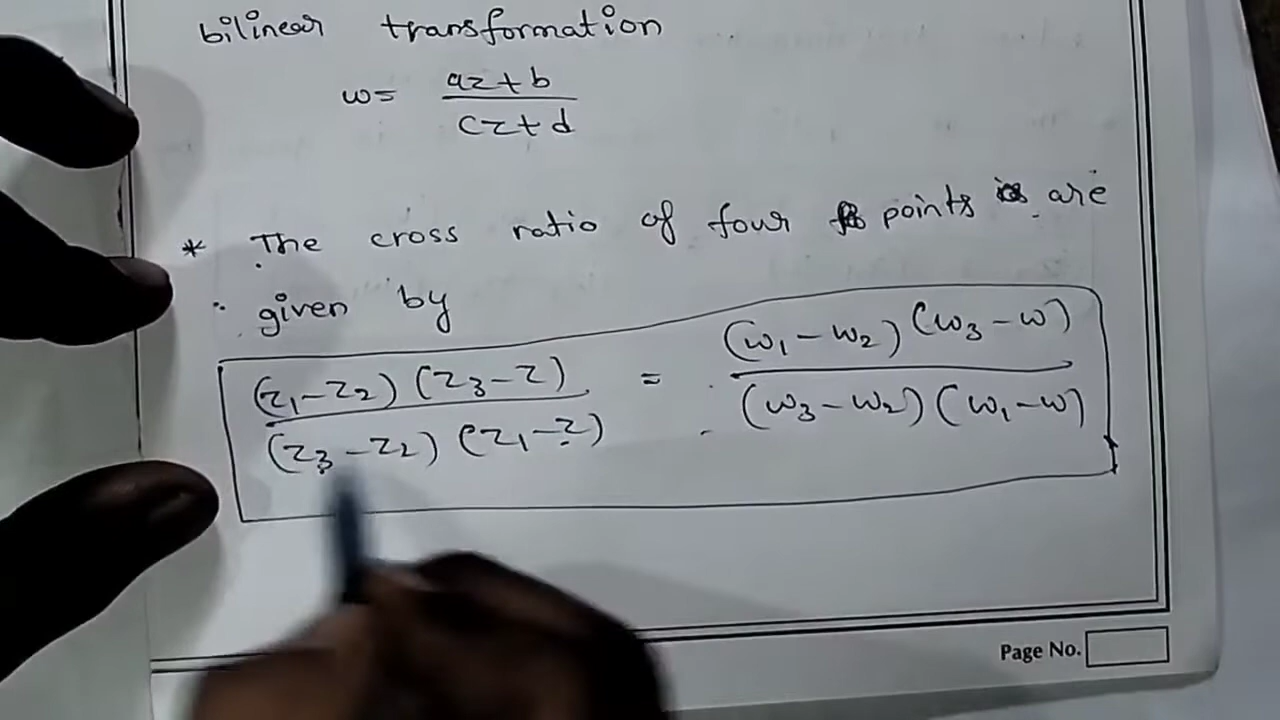 bilinear transformation
w= az+b / cz+d
* The cross ratio of four points are
given by
(z₁-z₂)(z₃-z) / (z₃-z₂)(z₁-z) = (w₁-w₂)(w₃-w) / (w₃-w₂)(w₁-w)
Page No.